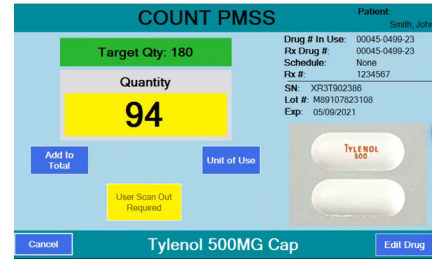 COUNT PMSS
Patient:
Smith, John
Target Qty: 180
Quantity
94
Add to
Total
Unit of Use
User Scan Out
Required
Drug # In Use: 00045-0499-23
Rx Drug #: 00045-0499-23
Schedule: None
Rx #: 1234567
SN: XR3T902386
Lot #: M89107823108
Exp: 05/09/2021
TYLENOL
500
Cancel
Tylenol 500MG Cap
Edit Drug